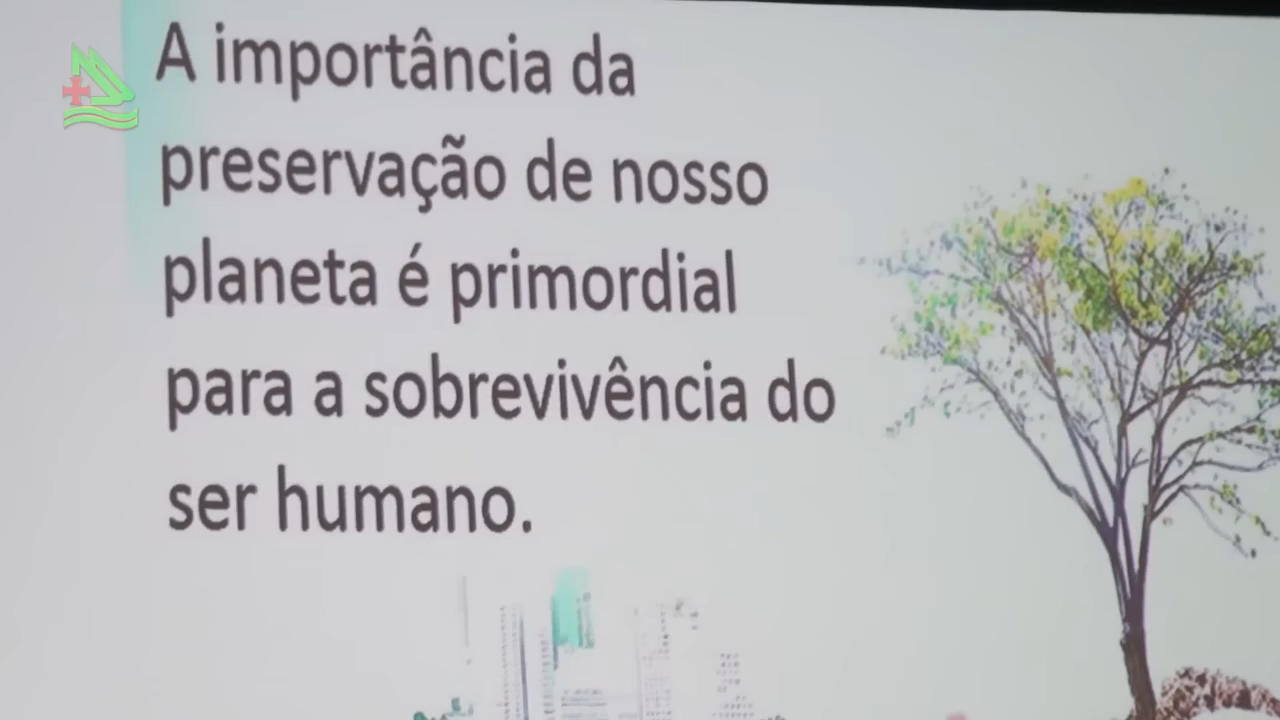 A importância da
preservação de nosso
planeta é primordial
para a sobrevivência do
ser humano.